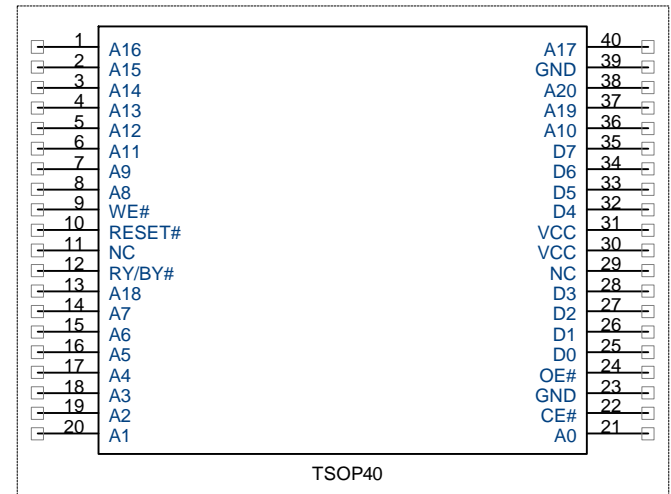 1 A16 A17 40
2 A15 GND 39
3 A14 A20 38
4 A13 A19 37
5 A12 A10 36
6 A11 D7 35
7 A9 D6 34
8 A8 D5 33
9 WE# D4 32
10 RESET# VCC 31
11 NC VCC 30
12 RY/BY# NC 29
13 A18 D3 28
14 A7 D2 27
15 A6 D1 26
16 A5 D0 25
17 A4 OE# 24
18 A3 GND 23
19 A2 CE# 22
20 A1 A0 21
TSOP40